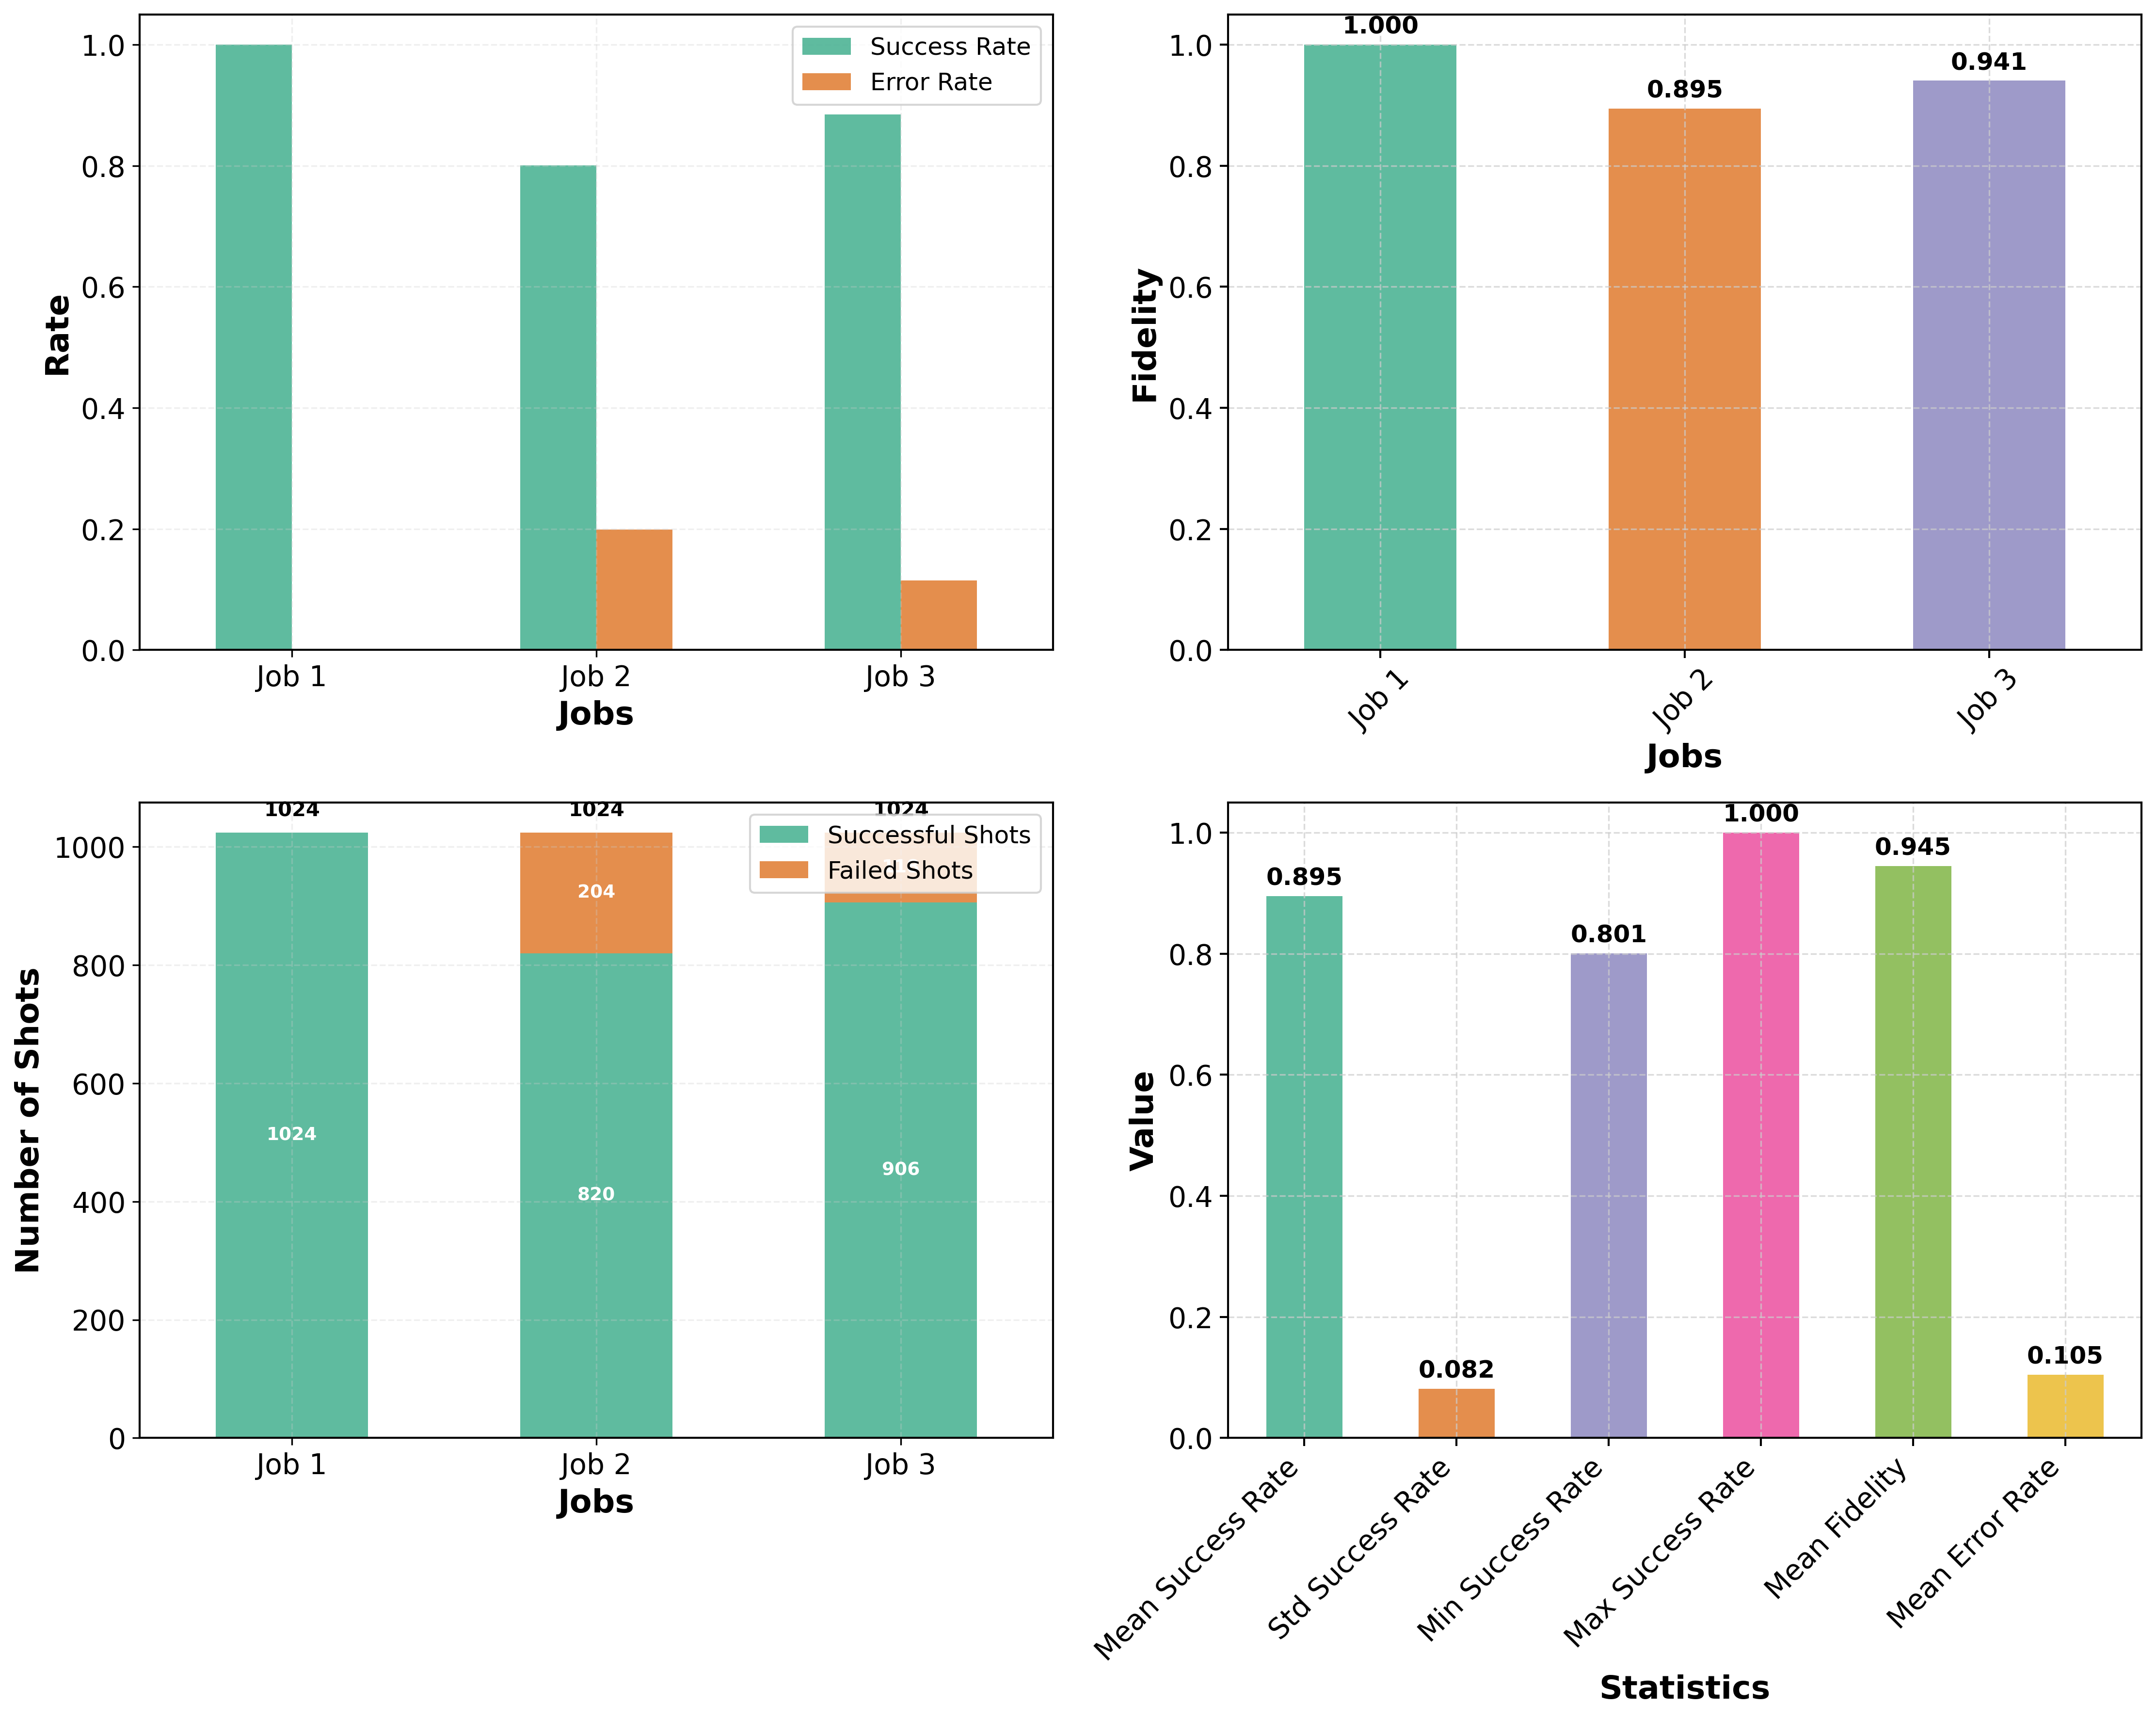 1.0
0.8
0.6
0.4
0.2
0.0
Rate
Success Rate
Error Rate
Job 1
Job 2
Job 3
Jobs
1.0
0.8
0.6
0.4
0.2
0.0
Fidelity
1.000
0.895
0.941
Job 1
Job 2
Job 3
Jobs
1000
800
600
400
200
0
Number of Shots
1024
1024
1024
Successful Shots
Failed Shots
204
1024
820
906
Job 1
Job 2
Job 3
Jobs
1.0
0.8
0.6
0.4
0.2
0.0
Value
0.895
0.082
0.801
1.000
0.945
0.105
Mean Success Rate
Std Success Rate
Min Success Rate
Max Success Rate
Mean Fidelity
Mean Error Rate
Statistics